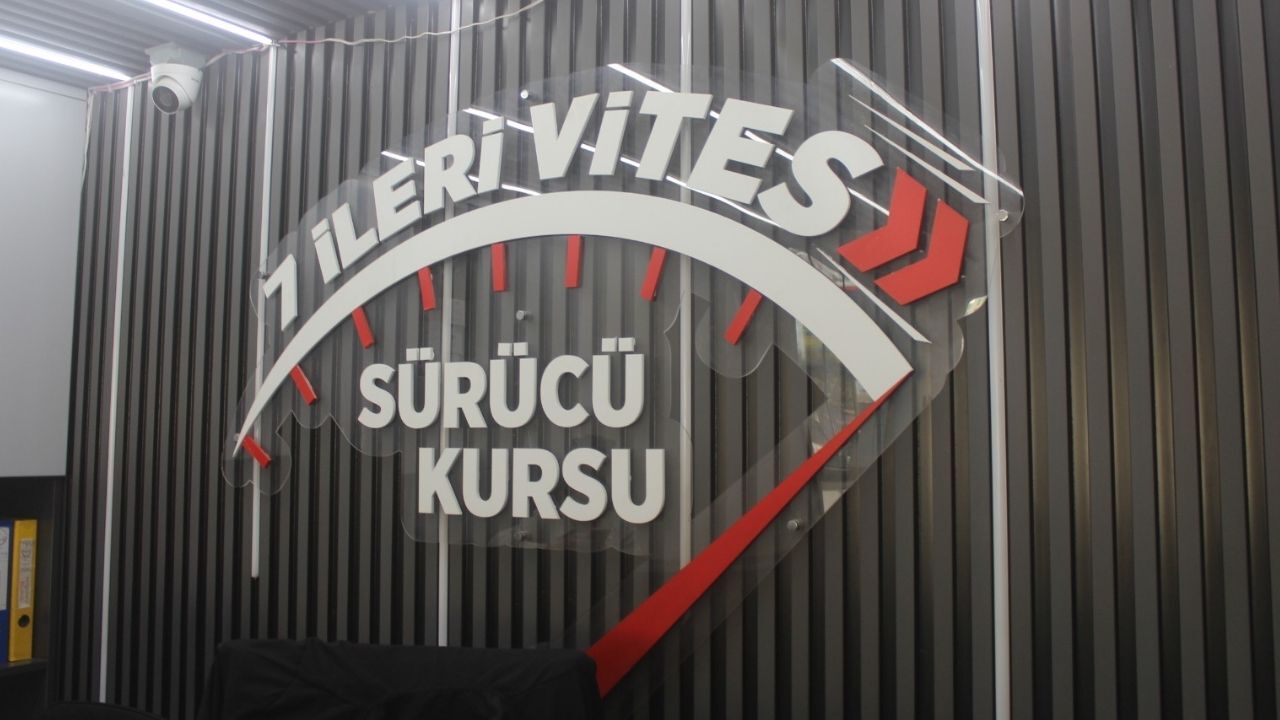 7 İLERİ VİTES
SÜRÜCÜ
KURSU